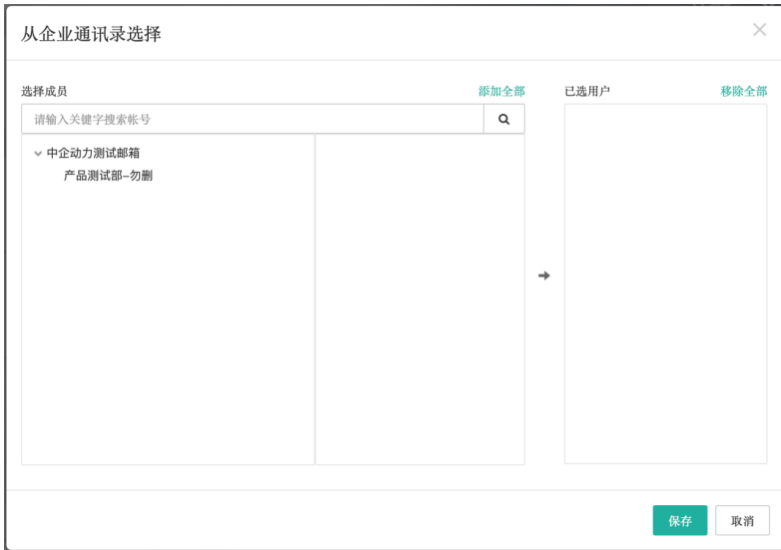 从企业通讯录选择
选择成员 添加全部 已选用户 移除全部
请输入关键字搜索帐号
中企动力测试邮箱
产品测试部-勿删
保存 取消